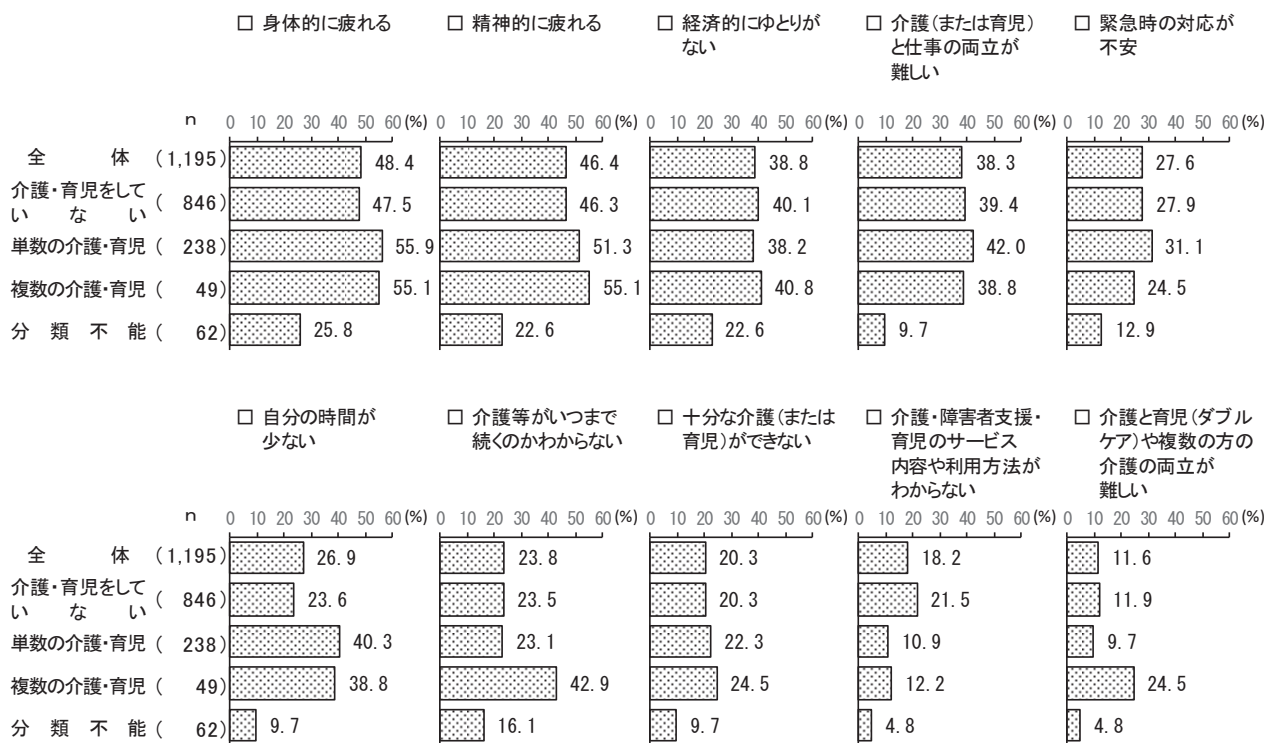 □ 身体的に疲れる
□ 精神的に疲れる
□ 経済的にゆとりが
ない
□ 介護(または育児)
と仕事の両立が
難しい
□ 緊急時の対応が
不安
n 0 10 20 30 40 50 60(%) 0 10 20 30 40 50 60(%) 0 10 20 30 40 50 60(%) 0 10 20 30 40 50 60(%) 0 10 20 30 40 50 60(%)
全体(1,195) 48.4 46.4 38.8 38.3 27.6
介護・育児をして
いない(846) 47.5 46.3 40.1 39.4 27.9
単数の介護・育児(238) 55.9 51.3 38.2 42.0 31.1
複数の介護・育児(49) 55.1 55.1 40.8 38.8 24.5
分類不能(62) 25.8 22.6 22.6 9.7 12.9
□ 自分の時間が
少ない
□ 介護等がいつまで
続くのかわからない
□ 十分な介護(または
育児)ができない
□ 介護・障害者支援・
育児のサービス
内容や利用方法が
わからない
□ 介護と育児(ダブル
ケア)や複数の方の
介護の両立が
難しい
n 0 10 20 30 40 50 60(%) 0 10 20 30 40 50 60(%) 0 10 20 30 40 50 60(%) 0 10 20 30 40 50 60(%) 0 10 20 30 40 50 60(%)
全体(1,195) 26.9 23.8 20.3 18.2 11.6
介護・育児をして
いない(846) 23.6 23.5 20.3 21.5 11.9
単数の介護・育児(238) 40.3 23.1 22.3 10.9 9.7
複数の介護・育児(49) 38.8 42.9 24.5 12.2 24.5
分類不能(62) 9.7 16.1 9.7 4.8 4.8